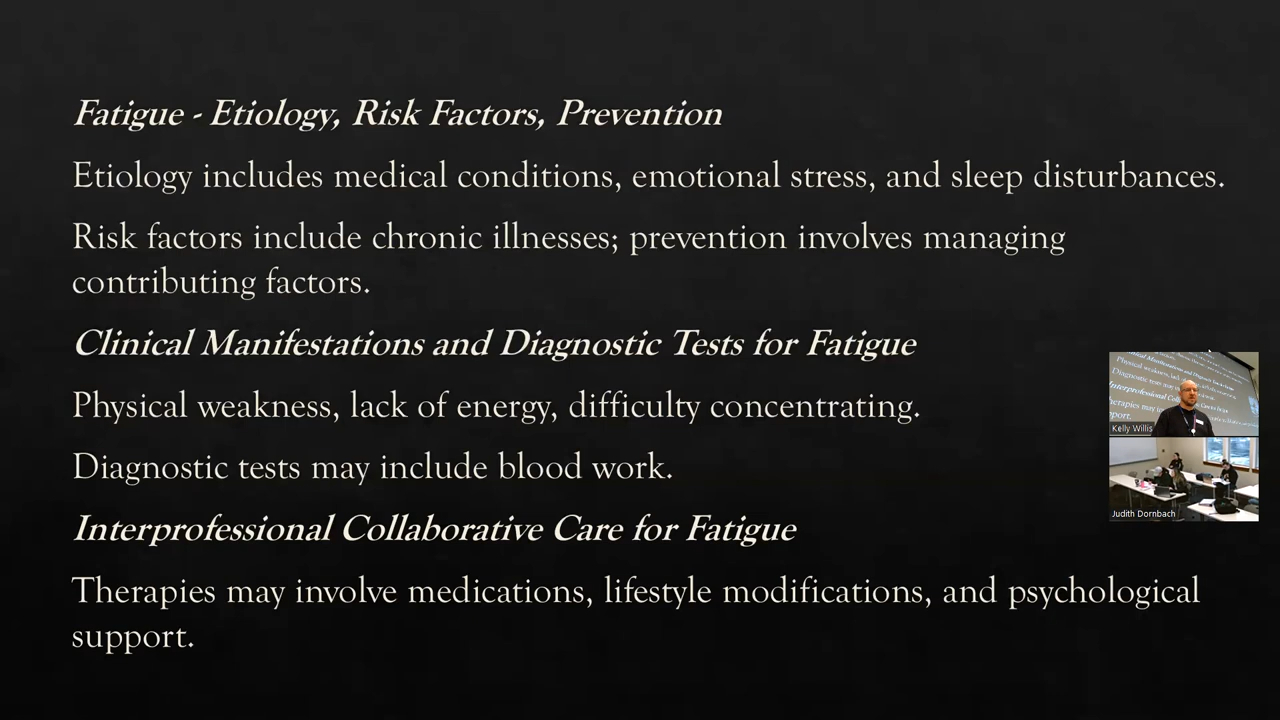 Fatigue - Etiology, Risk Factors, Prevention
Etiology includes medical conditions, emotional stress, and sleep disturbances.
Risk factors include chronic illnesses; prevention involves managing
contributing factors.
Clinical Manifestations and Diagnostic Tests for Fatigue
Physical weakness, lack of energy, difficulty concentrating.
Diagnostic tests may include blood work.
Interprofessional Collaborative Care for Fatigue
Therapies may involve medications, lifestyle modifications, and psychological
support.
Kelly Willis
Judith Dornbach